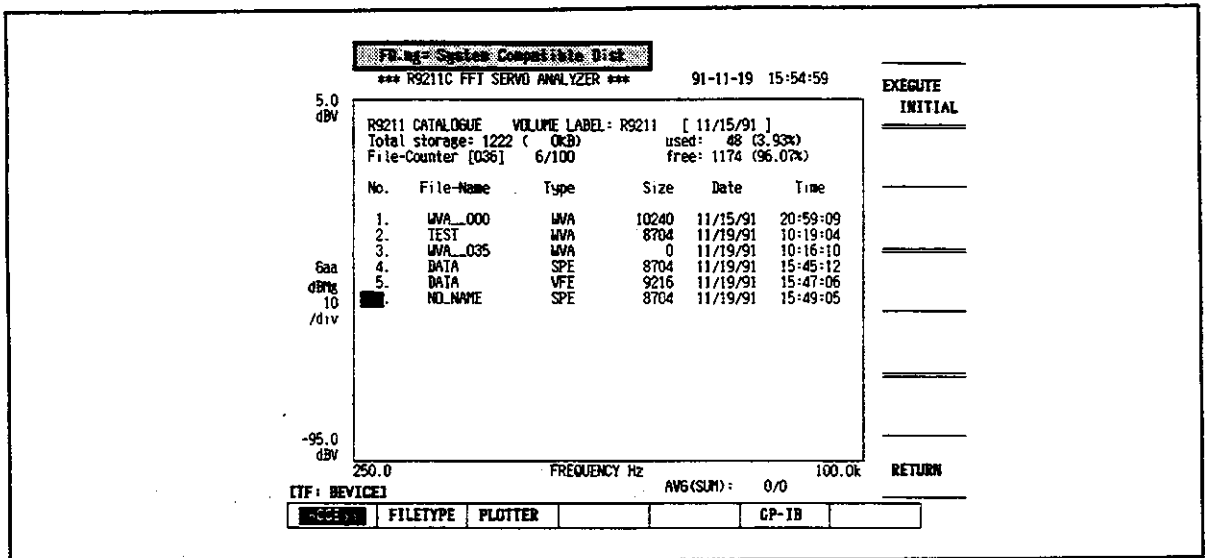 FD.mg= System Compatible Dist
*** R9211C FFT SERVO ANALYZER *** 91-11-19 15:54:59
EXECUTE
INITIAL
5.0
dBV
R9211 CATALOGUE VOLUME LABEL: R9211 [ 11/15/91 ]
Total storage: 1222 ( 0kB) used: 48 (3.93%)
File-Counter [036] 6/100 free: 1174 (96.07%)
No. File-Name Type Size Date Time
1. WVA__000 WVA 10240 11/15/91 20:59:09
2. TEST WVA 8704 11/19/91 10:19:04
3. WVA__035 WVA 0 11/19/91 10:16:10
4. DATA SPE 8704 11/19/91 15:45:12
5. DATA VFE 9216 11/19/91 15:47:06
NO_NAME SPE 8704 11/19/91 15:49:05
Gaa
dBMg
10
/div
-95.0
dBV
250.0 FREQUENCY Hz 100.0k
RETURN
AVG(SUM): 0/0
[TF: DEVICE]
FILETYPE PLOTTER GP-IB